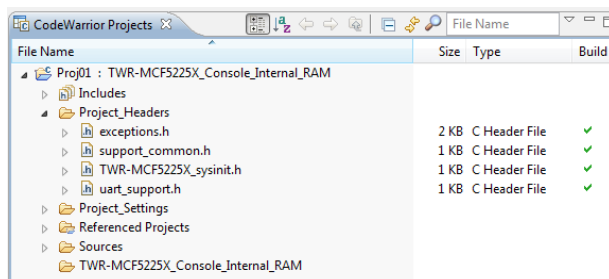 CodeWarrior Projects File Name
File Name Size Type Build
Proj01 : TWR-MCF5225X_Console_Internal_RAM
Includes
Project_Headers
exceptions.h 2 KB C Header File
support_common.h 1 KB C Header File
TWR-MCF5225X_sysinit.h 1 KB C Header File
uart_support.h 1 KB C Header File
Project_Settings
Referenced Projects
Sources
TWR-MCF5225X_Console_Internal_RAM